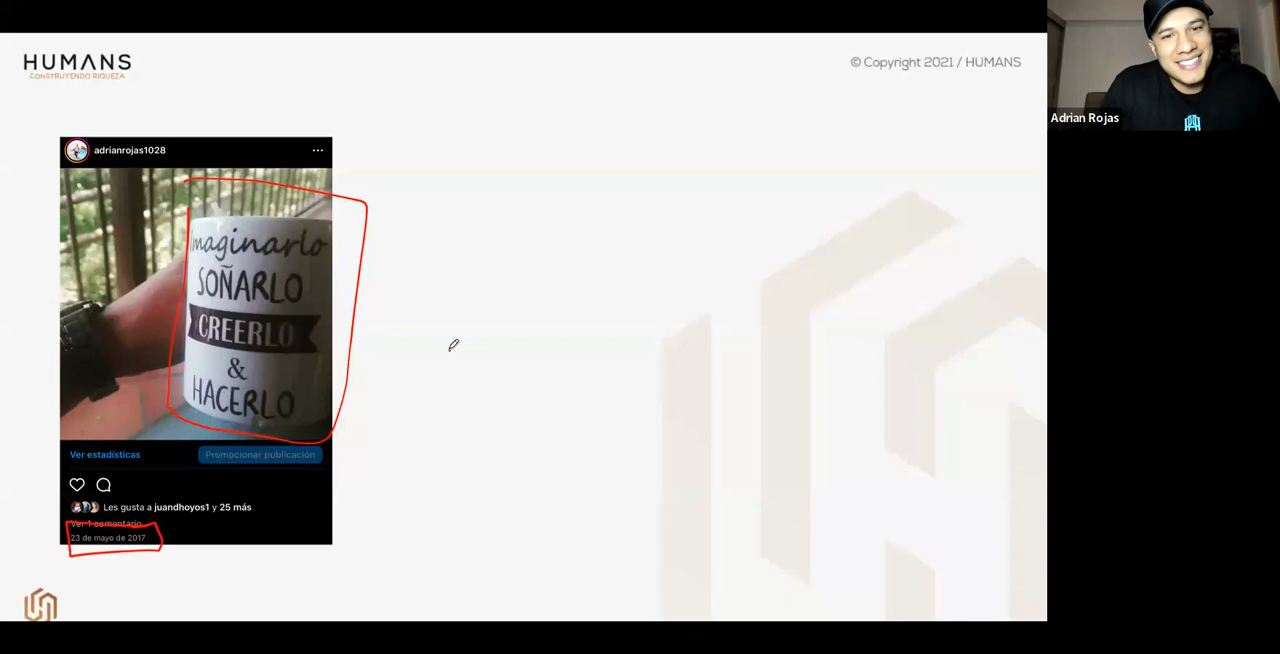 HUMANS
CONSTRUYENDO RIQUEZA
© Copyright 2021 / HUMANS
Adrian Rojas
adrianrojas1028
Imaginarlo
SOÑARLO
CREERLO
&
HACERLO
Ver estadísticas
Promocionar publicación
Les gusta a juandhoyos1 y 25 más
Ver 1 comentario
23 de mayo de 2017